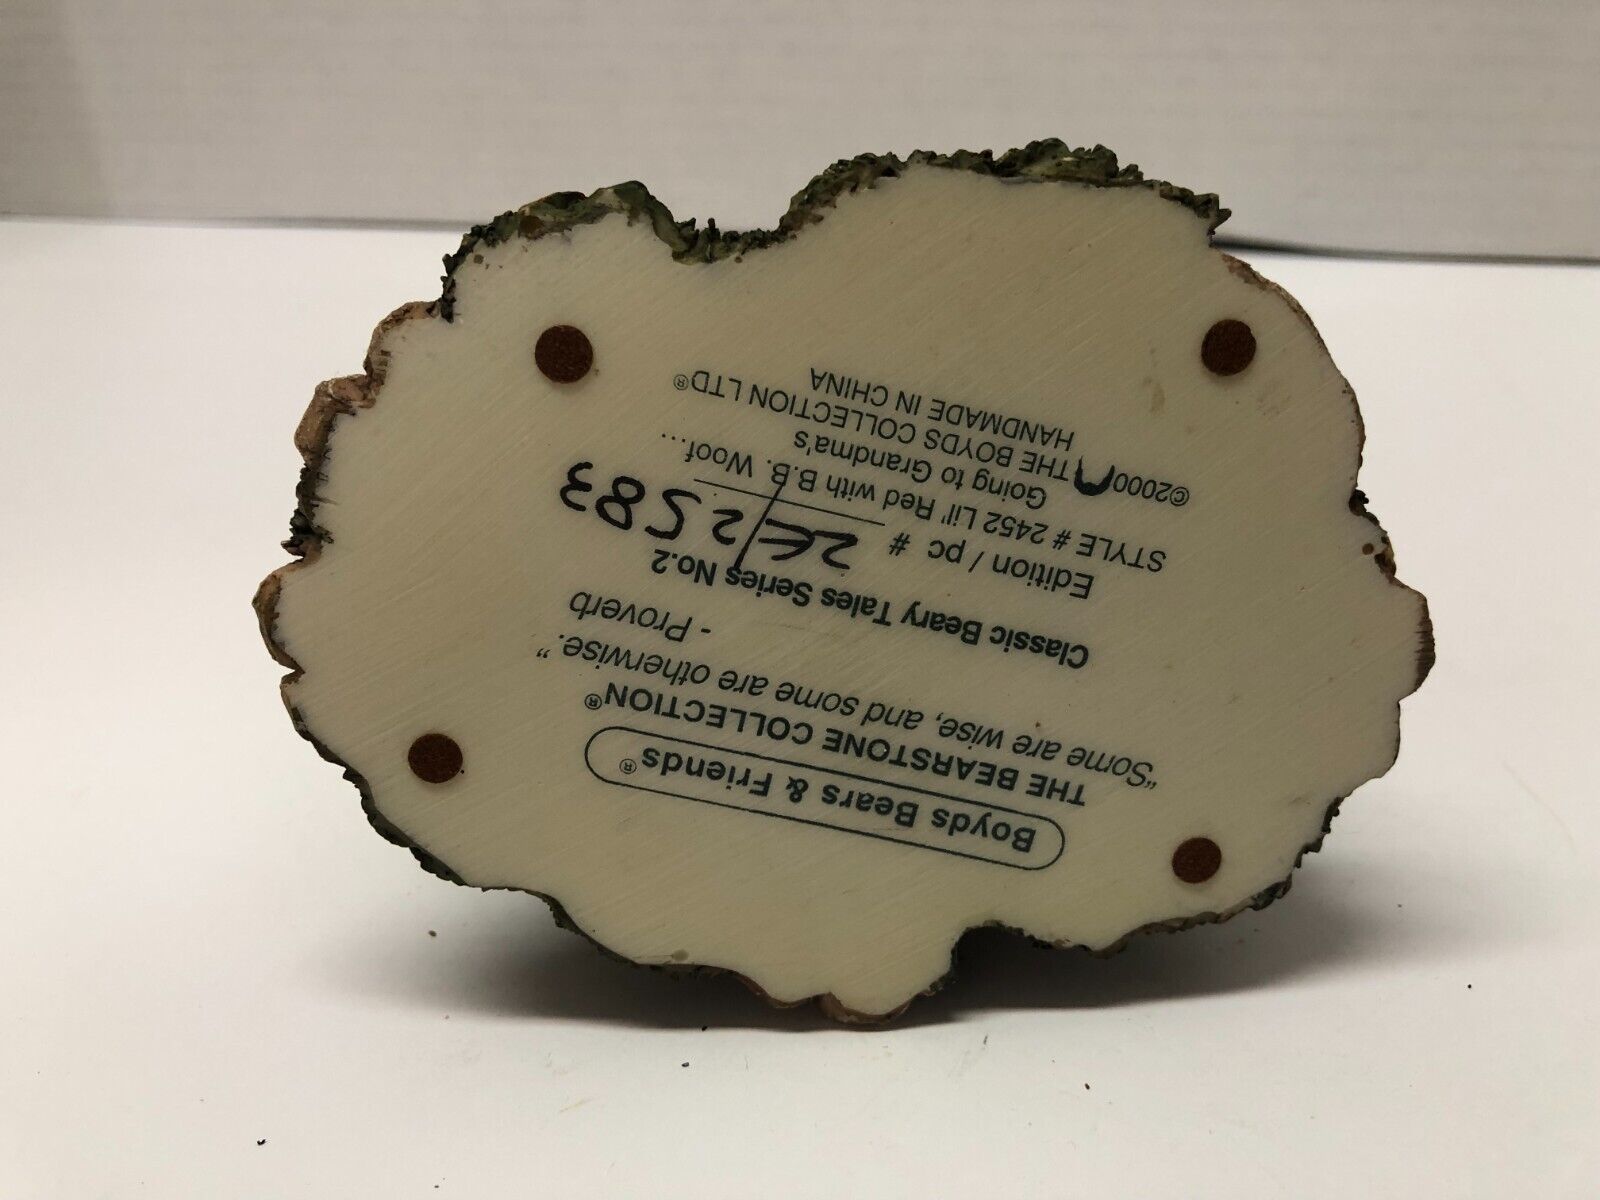 Boyds Bears & Friends®
THE BEARSTONE COLLECTION®
"Some are wise, and some are otherwise."
- Proverb
Classic Beary Tales Series No.2
Edition / pc # 2E/2583
STYLE # 2452 Lil' Red with B.B. Woof...
Going to Grandma's
©2000 THE BOYDS COLLECTION LTD®
HANDMADE IN CHINA